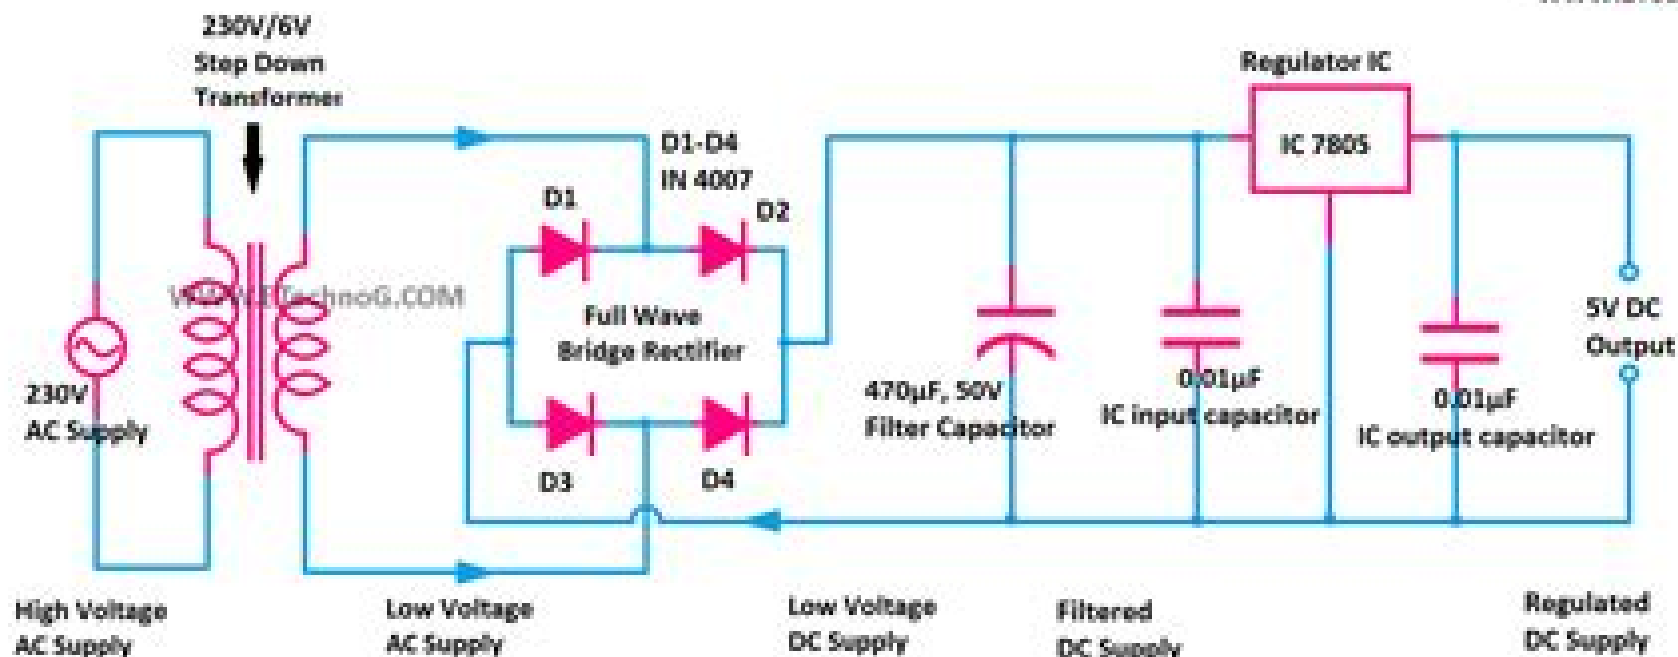 230V/6V
Step Down
Transformer
Regulator IC
IC 7805
D1-D4
IN 4007
D1
D2
WWW.ETechnoG.COM
Full Wave
Bridge Rectifier
5V DC
Output
230V
AC Supply
470µF, 50V
Filter Capacitor
0.01µF
IC input capacitor
0.01µF
IC output capacitor
D3
D4
High Voltage
AC Supply
Low Voltage
AC Supply
Low Voltage
DC Supply
Filtered
DC Supply
Regulated
DC Supply